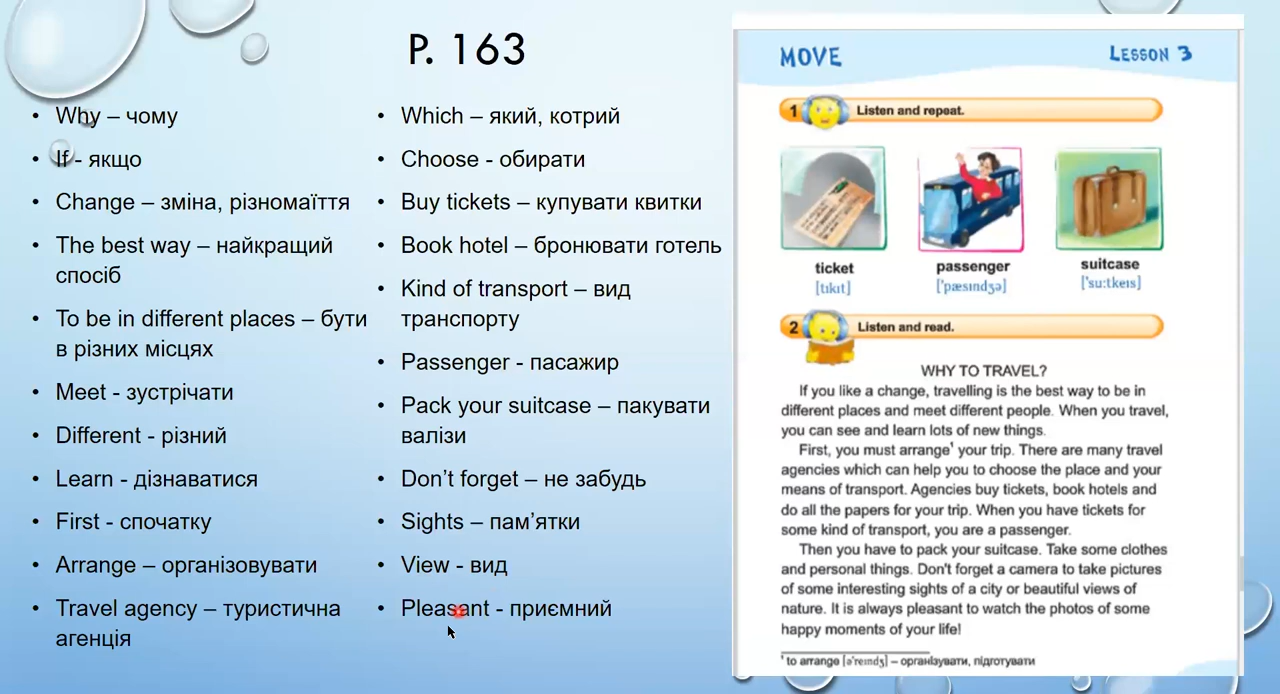 P. 163
• Why – чому
• If - якщо
• Change – зміна, різномаїття
• The best way – найкращий
спосіб
• To be in different places – бути
в різних місцях
• Meet - зустрічати
• Different - різний
• Learn - дізнаватися
• First - спочатку
• Arrange – організовувати
• Travel agency – туристична
агенція
• Which – який, котрий
• Choose - обирати
• Buy tickets – купувати квитки
• Book hotel – бронювати готель
• Kind of transport – вид
транспорту
• Passenger - пасажир
• Pack your suitcase – пакувати
валізи
• Don’t forget – не забудь
• Sights – пам’ятки
• View - вид
• Pleasant - приємний
MOVE
LESSON 3
1 Listen and repeat.
ticket
[tıkıt]
passenger
['pæsındʒə]
suitcase
['su:tkeıs]
2 Listen and read.
WHY TO TRAVEL?
If you like a change, travelling is the best way to be in
different places and meet different people. When you travel,
you can see and learn lots of new things.
First, you must arrange¹ your trip. There are many travel
agencies which can help you to choose the place and your
means of transport. Agencies buy tickets, book hotels and
do all the papers for your trip. When you have tickets for
some kind of transport, you are a passenger.
Then you have to pack your suitcase. Take some clothes
and personal things. Don't forget a camera to take pictures
of some interesting sights of a city or beautiful views of
nature. It is always pleasant to watch the photos of some
happy moments of your life!
¹ to arrange [ə'reındʒ] – організувати, підготувати